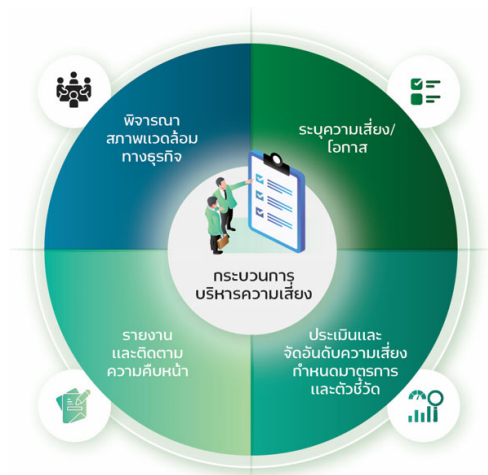 พิจารณา
สภาพแวดล้อม
ทางธุรกิจ
ระบุความเสี่ยง/
โอกาส
กระบวนการ
บริหารความเสี่ยง
รายงาน
และติดตาม
ความคืบหน้า
ประเมินและ
จัดอันดับความเสี่ยง
กำหนดมาตรการ
และตัวชี้วัด